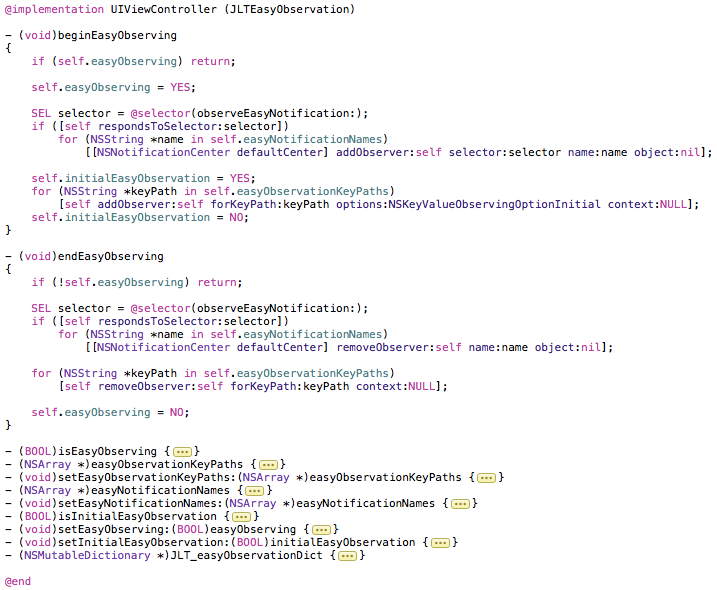 @implementation UIViewController (JLTEasyObservation)

- (void)beginEasyObserving
{
    if (self.easyObserving) return;

    self.easyObserving = YES;

    SEL selector = @selector(observeEasyNotification:);
    if ([self respondsToSelector:selector])
        for (NSString *name in self.easyNotificationNames)
            [[NSNotificationCenter defaultCenter] addObserver:self selector:selector name:name object:nil];

    self.initialEasyObservation = YES;
    for (NSString *keyPath in self.easyObservationKeyPaths)
        [self addObserver:self forKeyPath:keyPath options:NSKeyValueObservingOptionInitial context:NULL];
    self.initialEasyObservation = NO;
}

- (void)endEasyObserving
{
    if (!self.easyObserving) return;

    SEL selector = @selector(observeEasyNotification:);
    if ([self respondsToSelector:selector])
        for (NSString *name in self.easyNotificationNames)
            [[NSNotificationCenter defaultCenter] removeObserver:self name:name object:nil];

    for (NSString *keyPath in self.easyObservationKeyPaths)
        [self removeObserver:self forKeyPath:keyPath context:NULL];

    self.easyObserving = NO;
}

- (BOOL)isEasyObserving {...}
- (NSArray *)easyObservationKeyPaths {...}
- (void)setEasyObservationKeyPaths:(NSArray *)easyObservationKeyPaths {...}
- (NSArray *)easyNotificationNames {...}
- (void)setEasyNotificationNames:(NSArray *)easyNotificationNames {...}
- (BOOL)isInitialEasyObservation {...}
- (void)setEasyObserving:(BOOL)easyObserving {...}
- (void)setInitialEasyObservation:(BOOL)initialEasyObservation {...}
- (NSMutableDictionary *)JLT_easyObservationDict {...}

@end